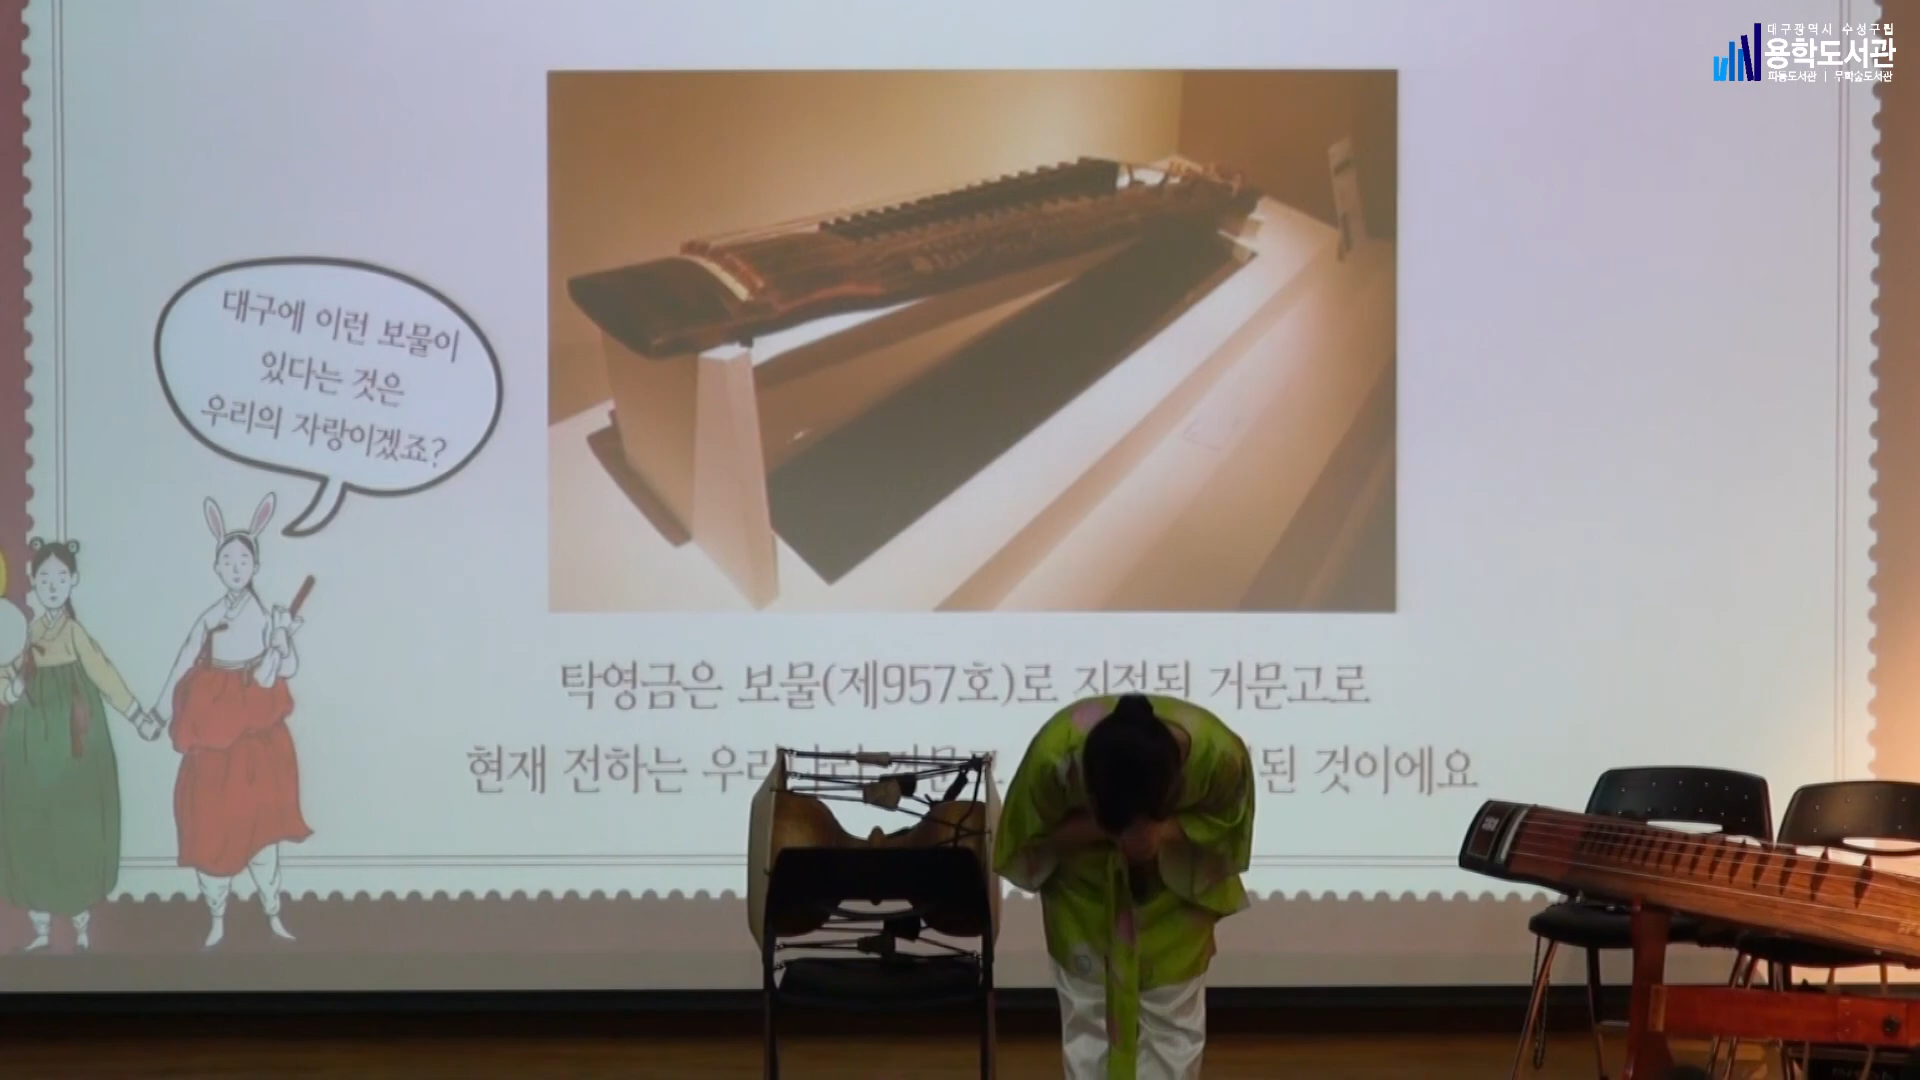 대구광역시 수성구립
용학도서관
파동도서관 | 무학숲도서관
대구에 이런 보물이
있다는 것은
우리의 자랑이겠죠?
탁영금은 보물(제957호)로 지정된 거문고로
현재 전하는 된 것이에요